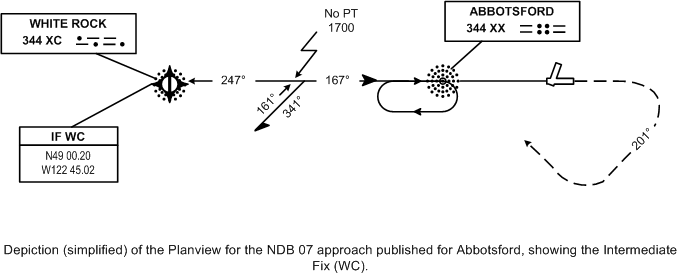 WHITE ROCK
344 XC
No PT
1700
ABBOTSFORD
344 XX
247°
167°
161°
341°
201°
IF WC
N49 00.20
W122 45.02
Depiction (simplified) of the Planview for the NDB 07 approach published for Abbotsford, showing the Intermediate
Fix (WC).